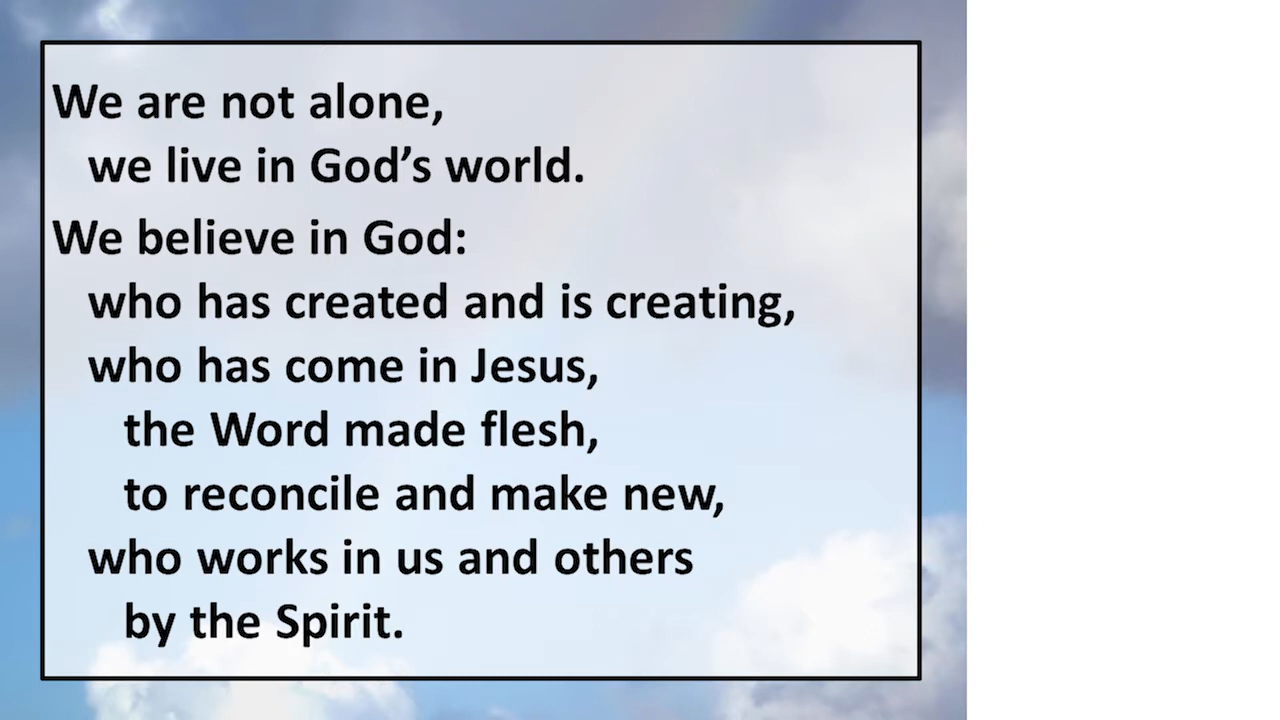 We are not alone,
we live in God’s world.
We believe in God:
who has created and is creating,
who has come in Jesus,
the Word made flesh,
to reconcile and make new,
who works in us and others
by the Spirit.